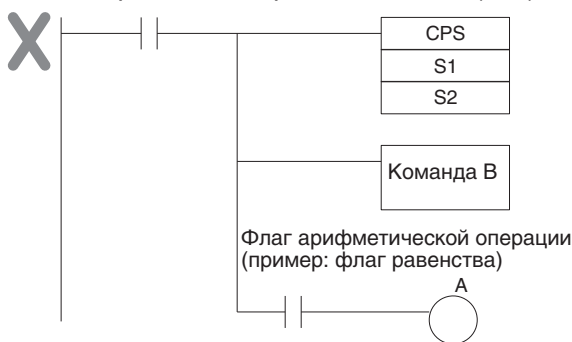 CPS
S1
S2
Команда B
Флаг арифметической операции
(пример: флаг равенства)
A